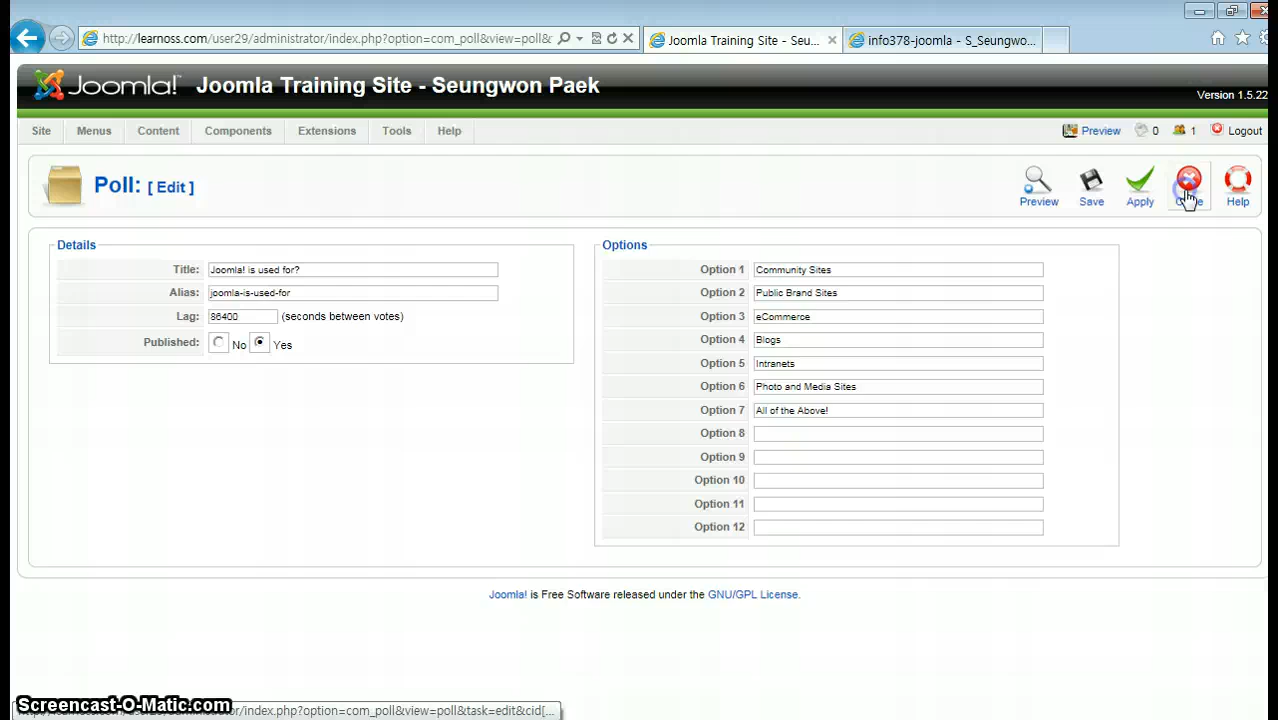 http://learnoss.com/user29/administrator/index.php?option=com_poll&view=poll&t
Joomla Training Site - Seu...
info378-joomla - S_Seungwo...
Joomla! Joomla Training Site - Seungwon Paek
Version 1.5.22
Site Menus Content Components Extensions Tools Help
Preview 0 1 Logout
Poll: [ Edit ]
Preview Save Apply Help
Details
Title: Joomla! is used for?
Alias: joomla-is-used-for
Lag: 86400 (seconds between votes)
Published: No Yes
Options
Option 1 Community Sites
Option 2 Public Brand Sites
Option 3 eCommerce
Option 4 Blogs
Option 5 Intranets
Option 6 Photo and Media Sites
Option 7 All of the Above!
Option 8
Option 9
Option 10
Option 11
Option 12
Joomla! is Free Software released under the GNU/GPL License.
Screencast-O-Matic.com
/administrator/index.php?option=com_poll&view=poll&task=edit&cid[...